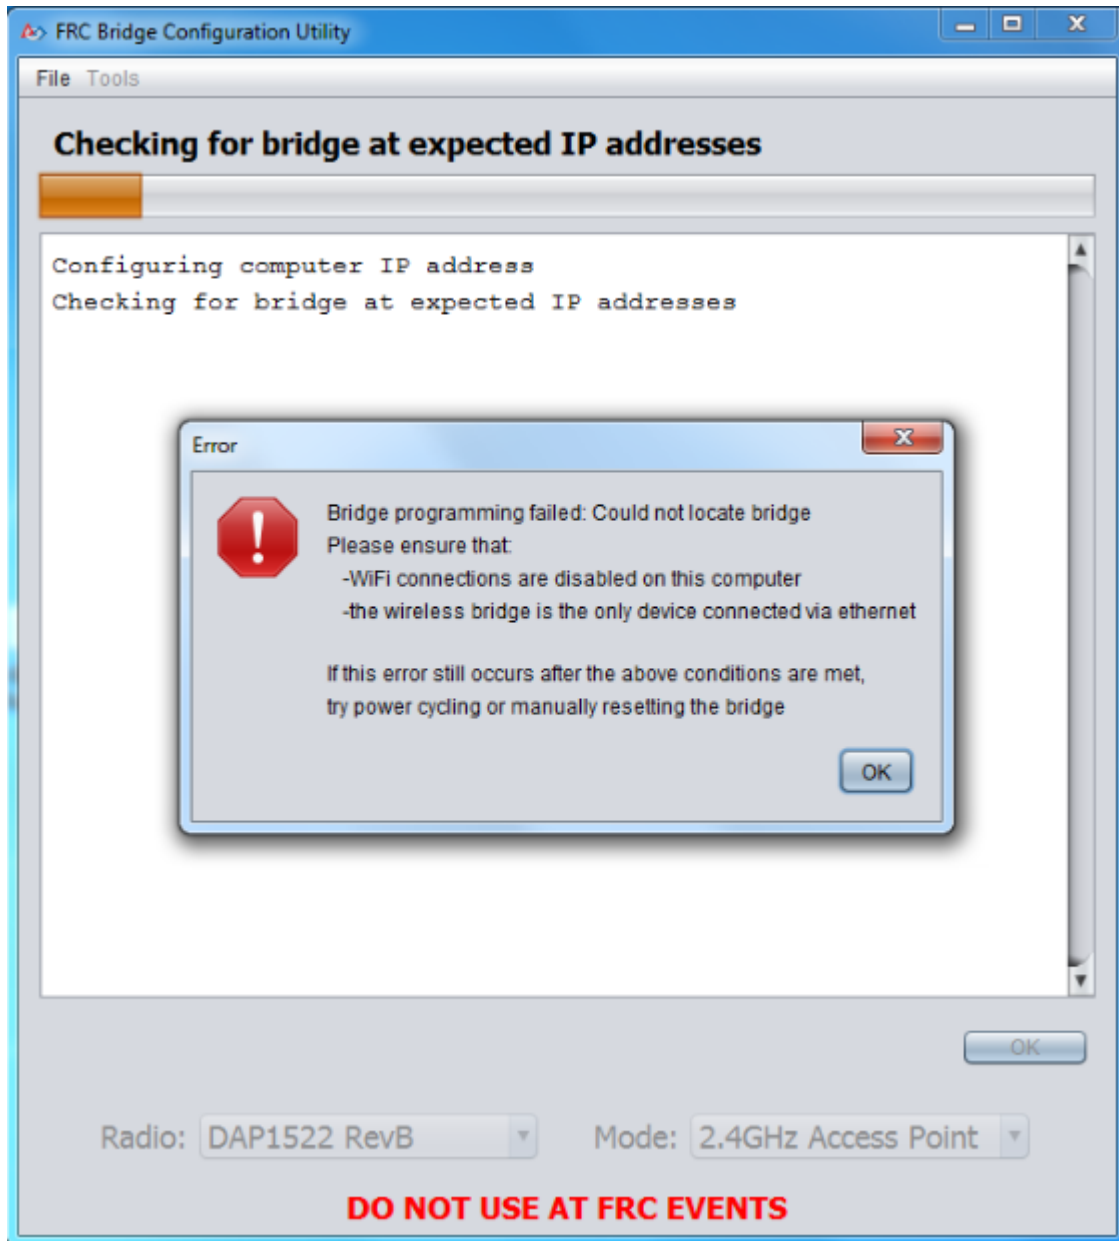 FRC Bridge Configuration Utility
File Tools
Checking for bridge at expected IP addresses
Configuring computer IP address
Checking for bridge at expected IP addresses
Error
Bridge programming failed: Could not locate bridge
Please ensure that:
-WiFi connections are disabled on this computer
-the wireless bridge is the only device connected via ethernet
If this error still occurs after the above conditions are met,
try power cycling or manually resetting the bridge
OK
OK
Radio: DAP1522 RevB Mode: 2.4GHz Access Point
DO NOT USE AT FRC EVENTS